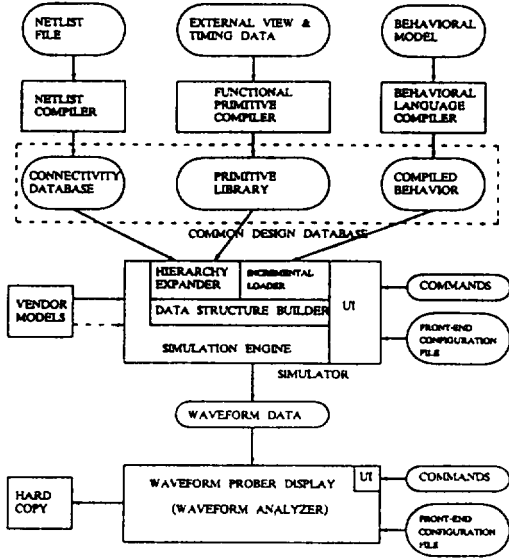 NETLIST
FILE
EXTERNAL VIEW &
TIMING DATA
BEHAVIORAL
MODEL
NETLIST
COMPILER
FUNCTIONAL
PRIMITIVE
COMPILER
BEHAVIORAL
LANGUAGE
COMPILER
CONNECTIVITY
DATABASE
PRIMITIVE
LIBRARY
COMPILED
BEHAVIOR
COMMON DESIGN DATABASE
HIERARCHY
EXPANDER
INCREMENTAL
LOADER
DATA STRUCTURE BUILDER
UI
SIMULATION ENGINE
VENDOR
MODELS
COMMANDS
FRONT-END
CONFIGURATION
FILE
SIMULATOR
WAVEFORM DATA
WAVEFORM PROBER DISPLAY
(WAVEFORM ANALYZER)
UI
HARD
COPY
COMMANDS
FRONT-END
CONFIGURATION
FILE